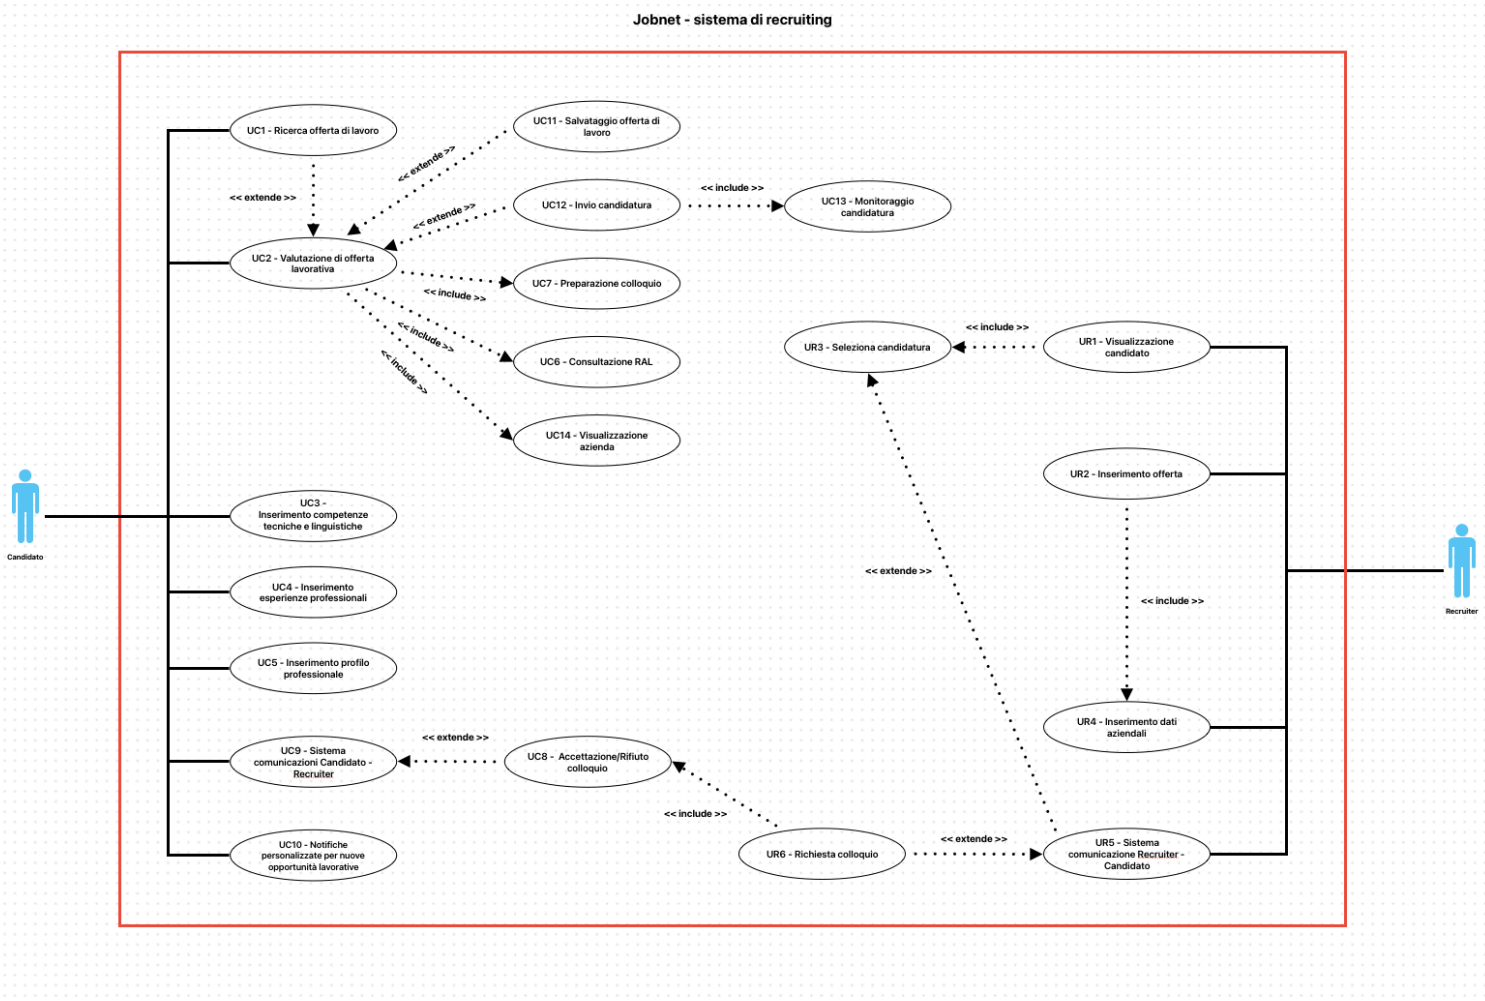 Jobnet - sistema di recruiting
UC1 - Ricerca offerta di lavoro
UC11 - Salvataggio offerta di
lavoro
<< extende >>
<< extende >>
UC12 - Invio candidatura
<< include >>
UC13 - Monitoraggio
candidatura
<< extende >>
UC2 - Valutazione di offerta
lavorativa
UC7 - Preparazione colloquio
<< include >>
<< include >>
UC6 - Consultazione RAL
<< include >>
UC14 - Visualizzazione
azienda
UR3 - Seleziona candidatura
<< include >>
UR1 - Visualizzazione
candidato
UR2 - Inserimento offerta
Candidato
UC3 -
Inserimento competenze
tecniche e linguistiche
<< extende >>
<< include >>
Recruiter
UC4 - Inserimento
esperienze professionali
UC5 - Inserimento profilo
professionale
UR4 - Inserimento dati
aziendali
UC9 - Sistema
comunicazioni Candidato -
Recruiter
<< extende >>
UC8 - Accettazione/Rifiuto
colloquio
<< include >>
UC10 - Notifiche
personalizzate per nuove
opportunità lavorative
UR6 - Richiesta colloquio
<< extende >>
UR5 - Sistema
comunicazione Recruiter -
Candidato